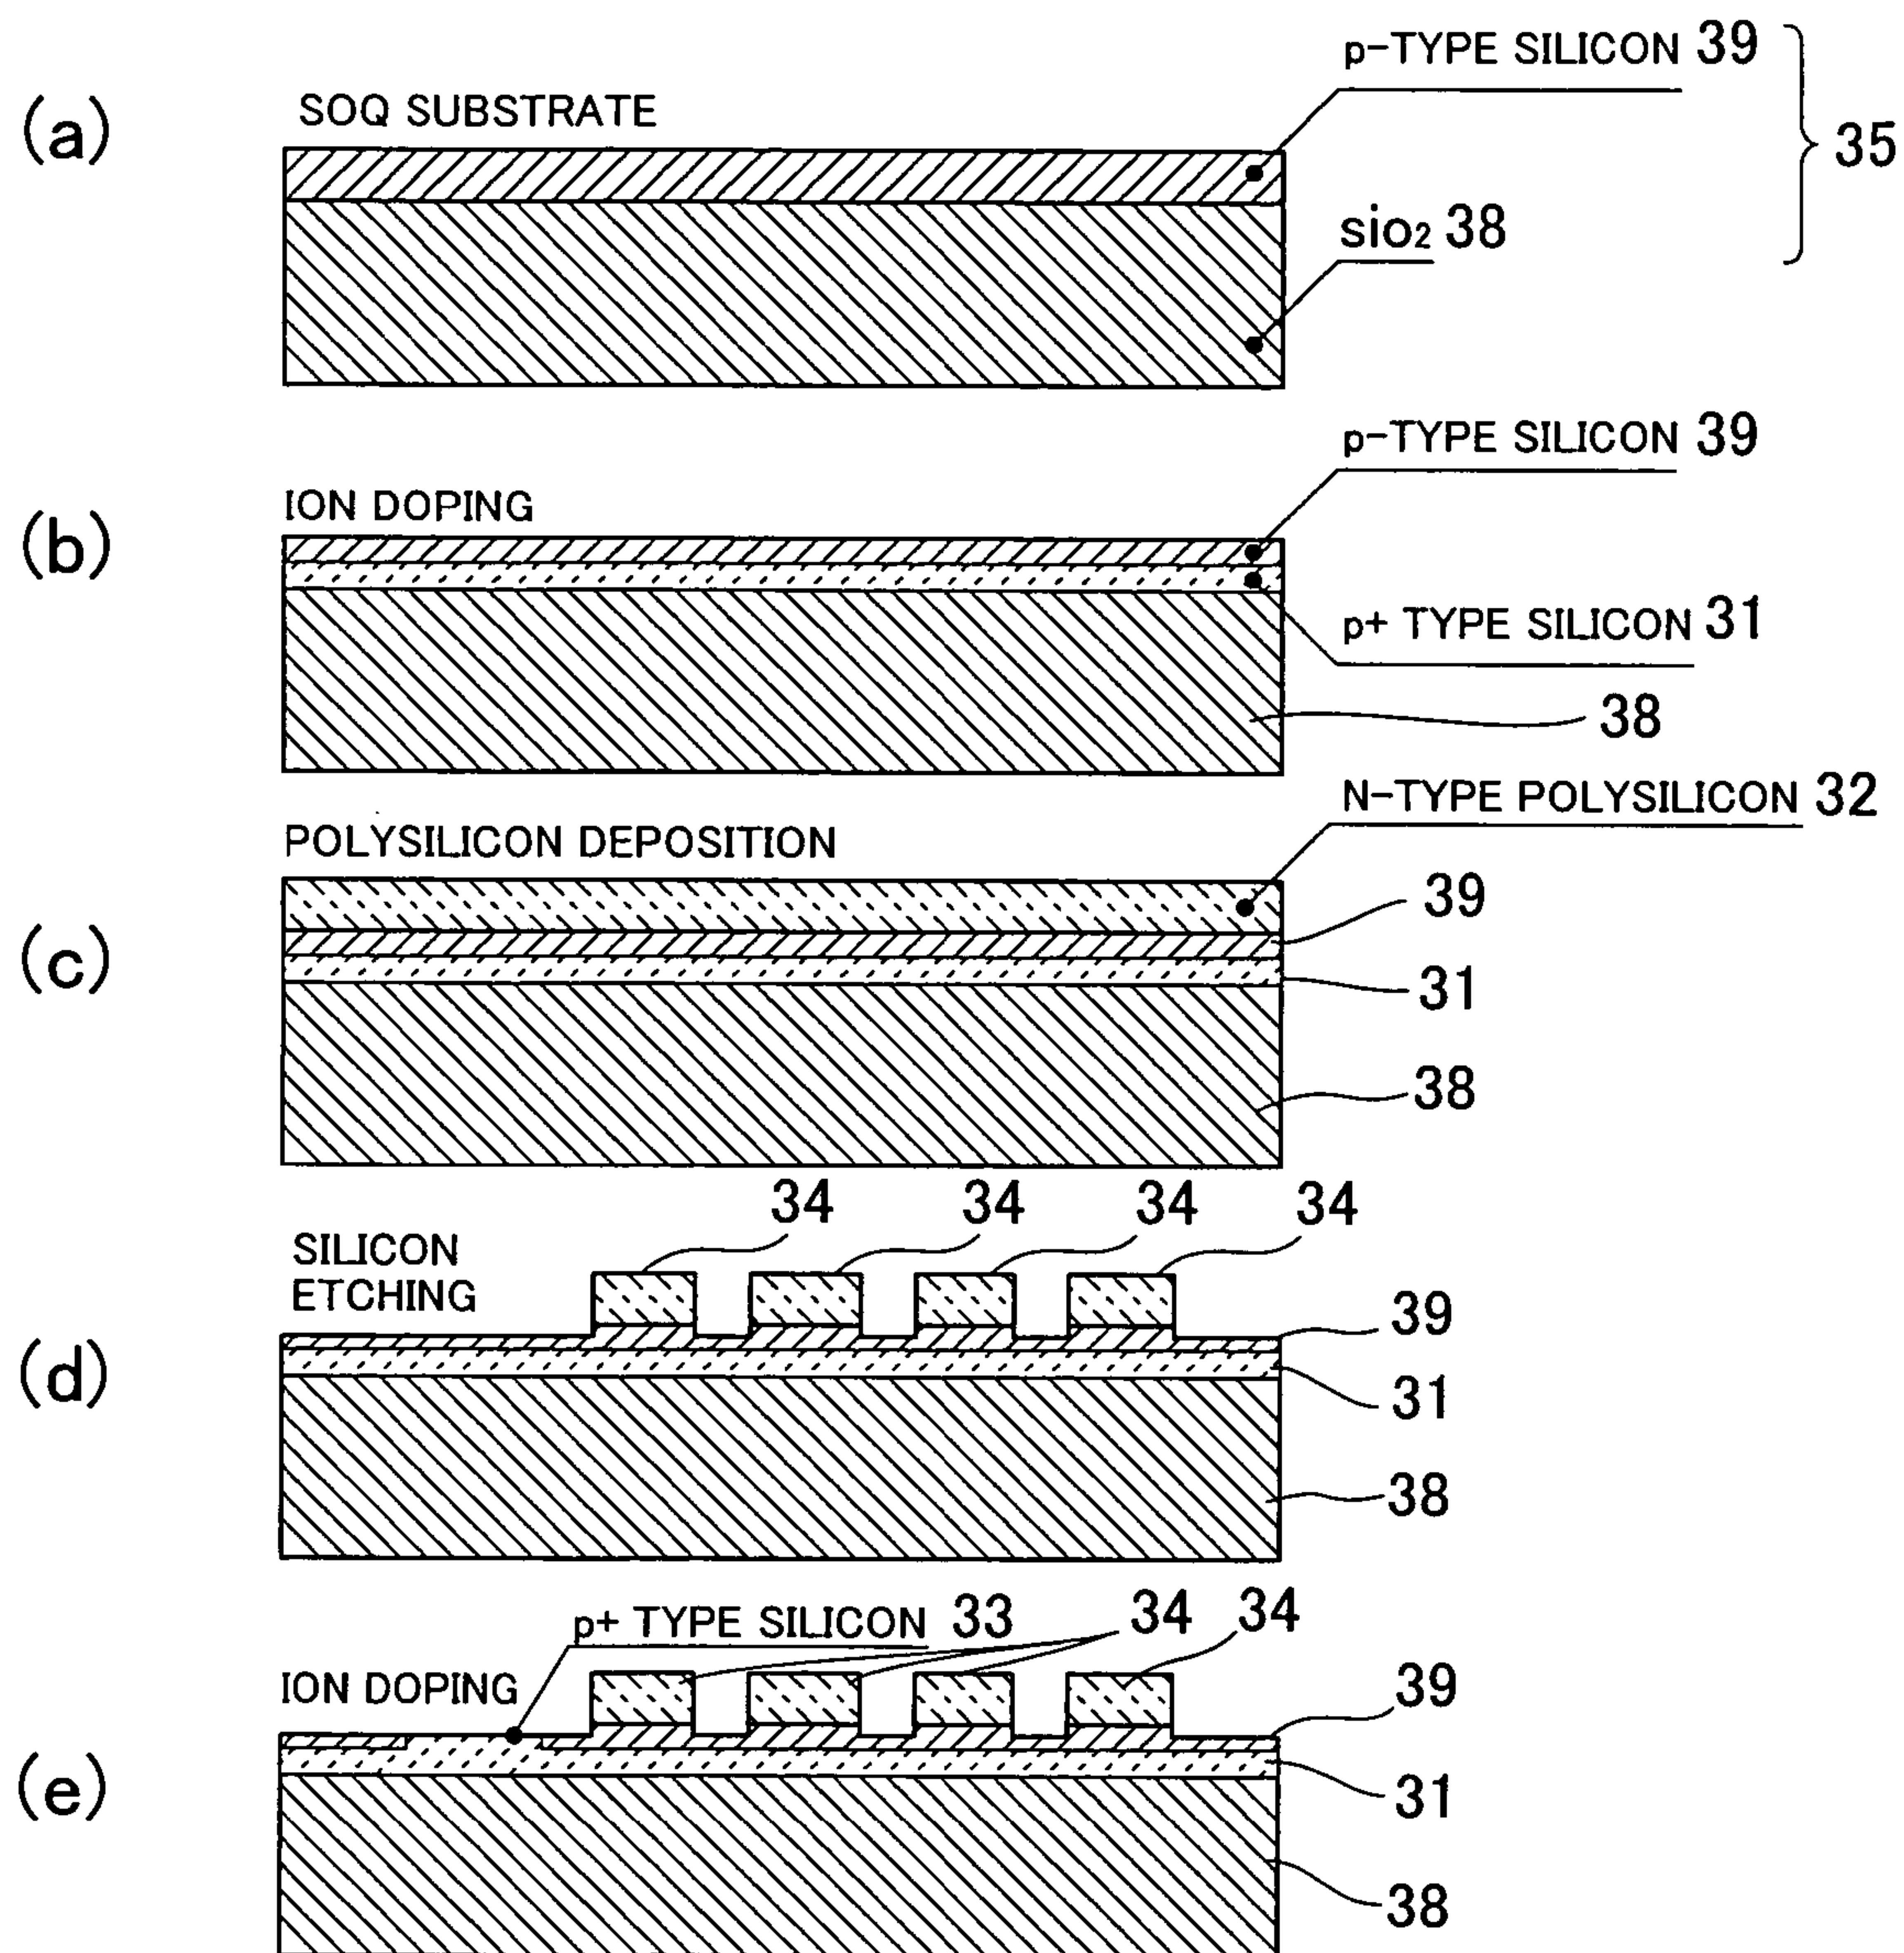 p-TYPE SILICON 39
(a)
SOQ SUBSTRATE
35
sio₂ 38
p-TYPE SILICON 39
(b)
ION DOPING
p+ TYPE SILICON 31
38
N-TYPE POLYSILICON 32
POLYSILICON DEPOSITION
39
(c)
31
38
34 34 34 34
SILICON
ETCHING
39
(d)
31
38
p+ TYPE SILICON 33 34 34
ION DOPING
39
(e)
31
38